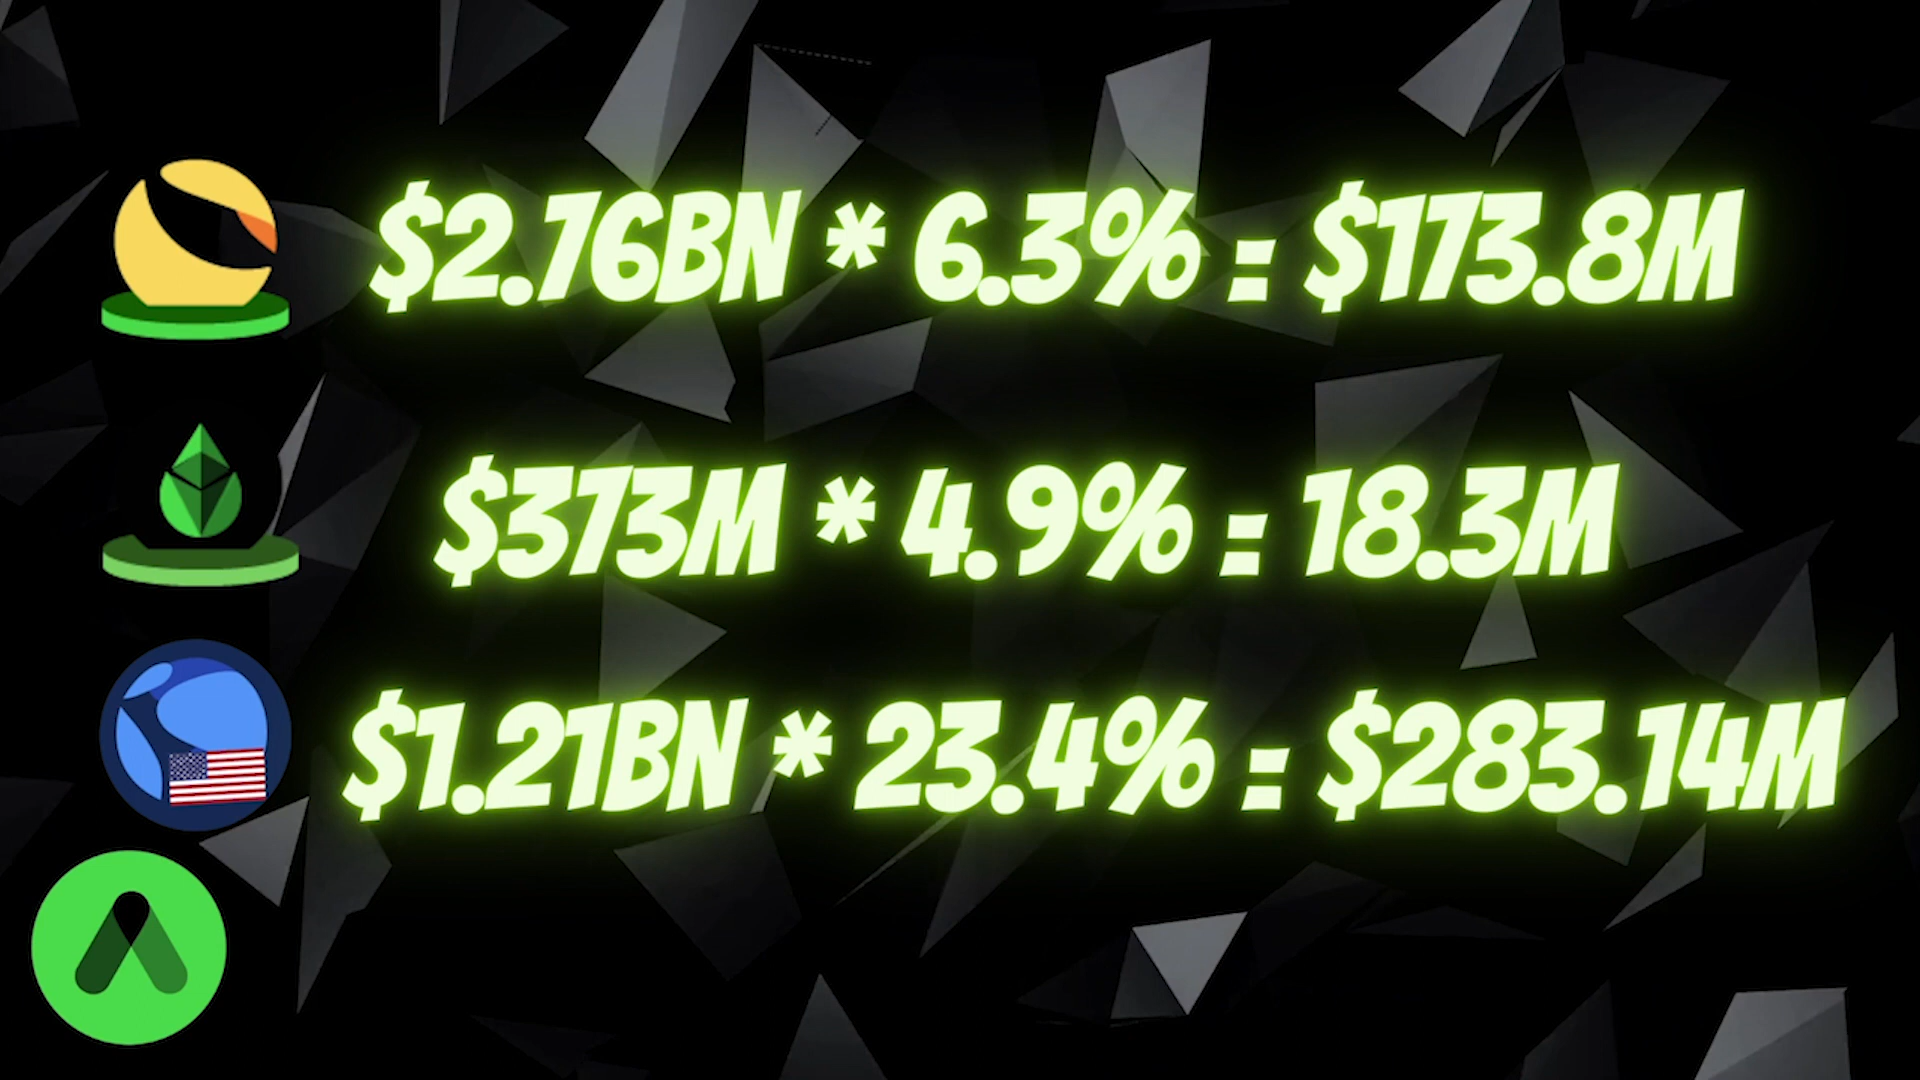 $2.76BN * 6.3% = $173.8M
$373M * 4.9% = 18.3M
$1.21BN * 23.4% = $283.14M